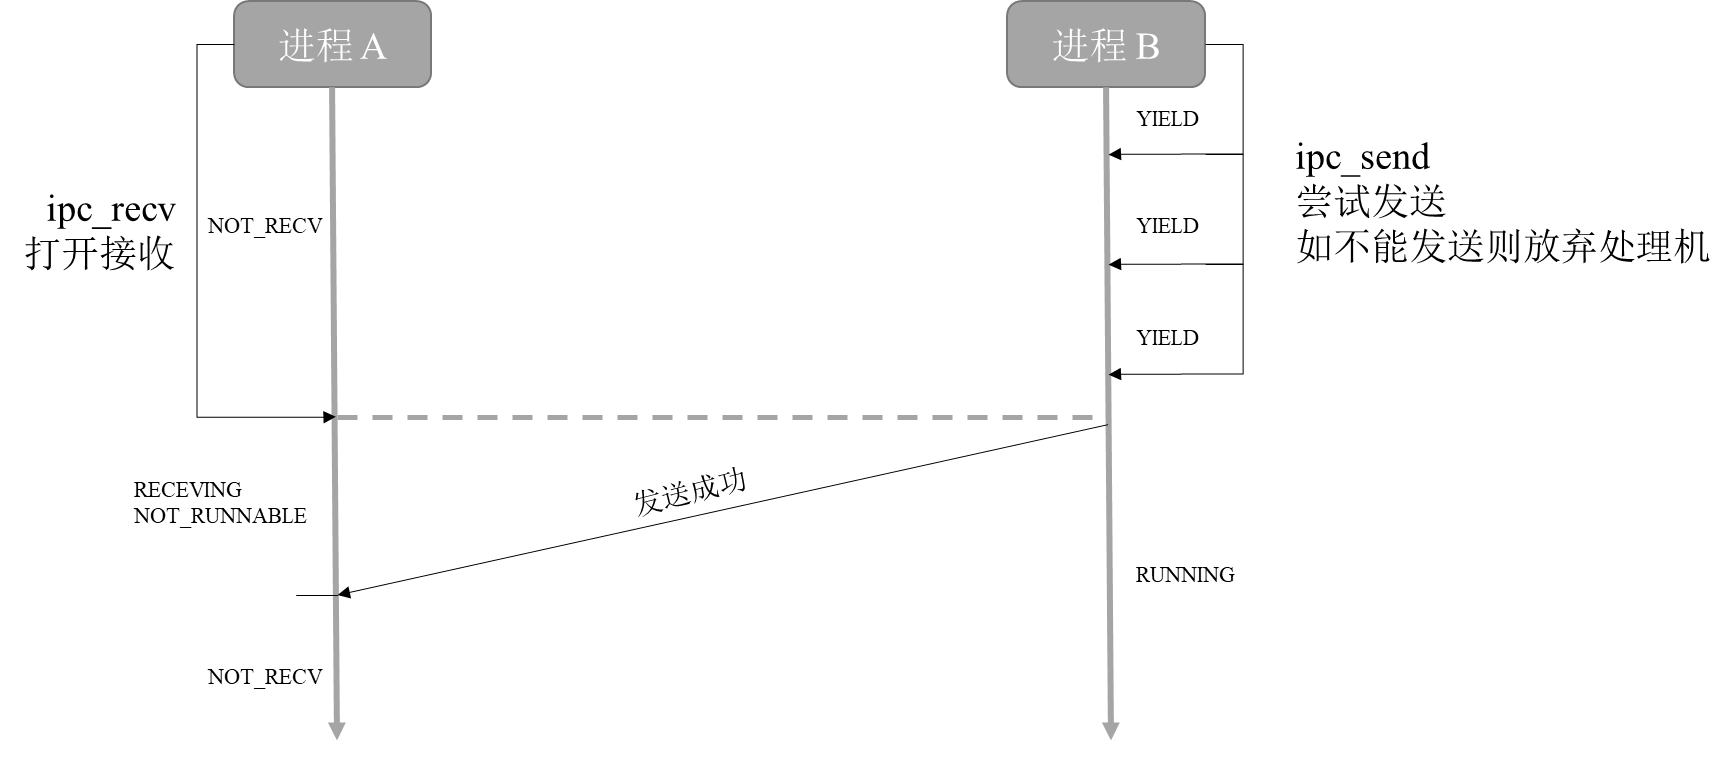 进程 A
进程 B
YIELD
ipc_send
尝试发送
如不能发送则放弃处理机
ipc_recv
打开接收
NOT_RECV
YIELD
YIELD
RECEVING
NOT_RUNNABLE
发送成功
RUNNING
NOT_RECV